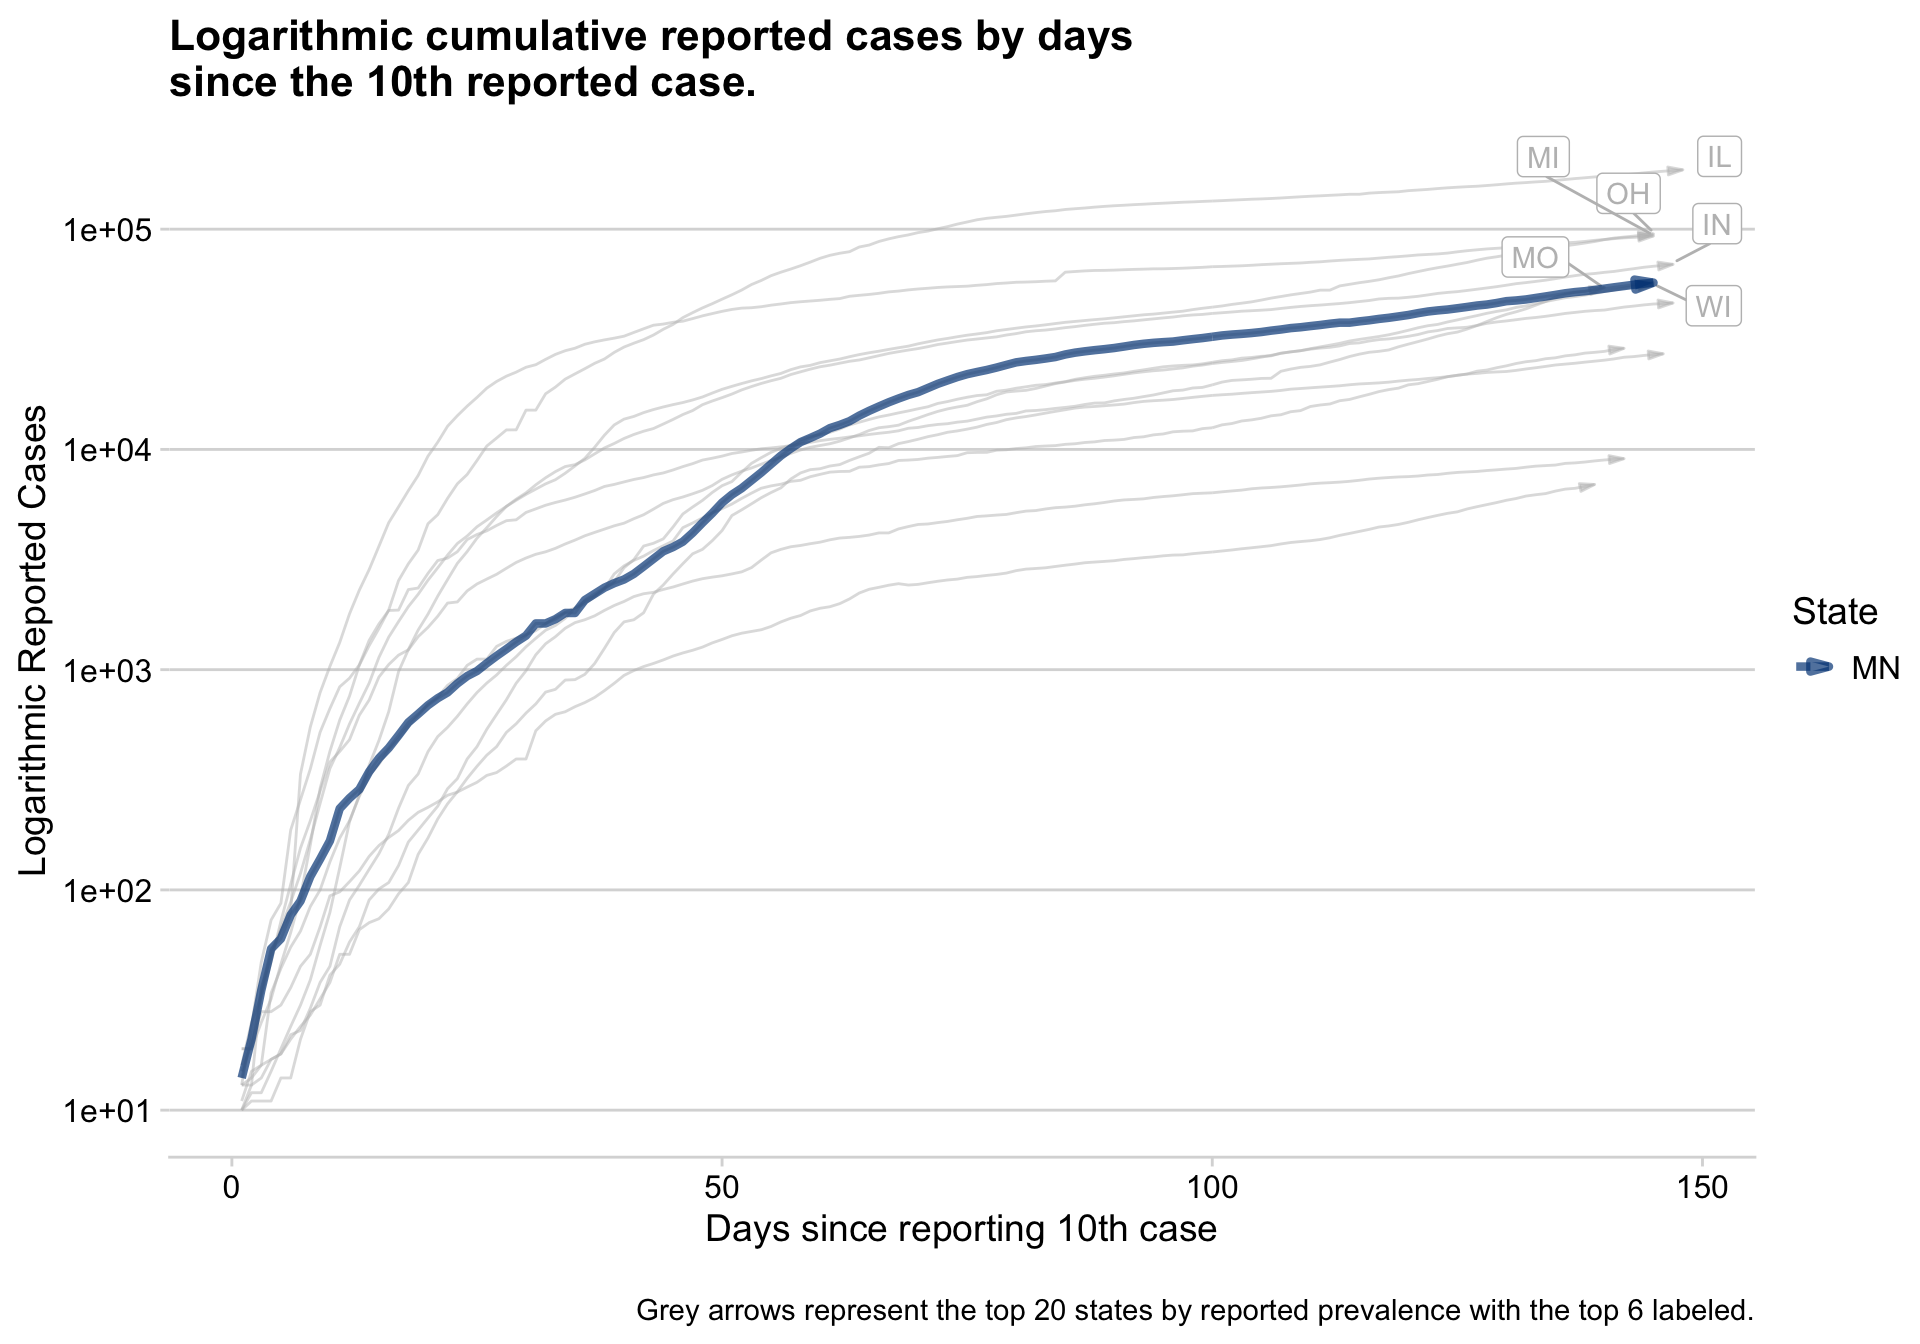 Logarithmic cumulative reported cases by days
since the 10th reported case.
MI
IL
OH
IN
MO
WI
1e+05
1e+04
1e+03
1e+02
1e+01
Logarithmic Reported Cases
0 50 100 150
Days since reporting 10th case
State
MN
Grey arrows represent the top 20 states by reported prevalence with the top 6 labeled.